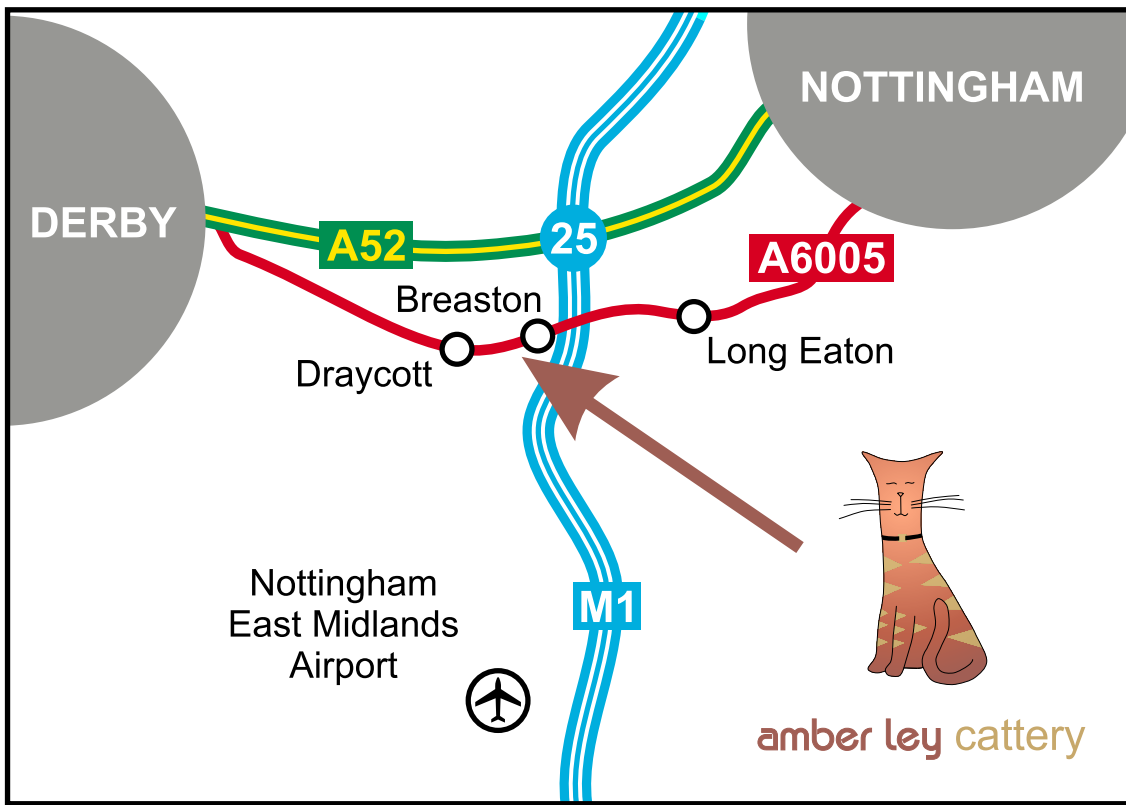 NOTTINGHAM
DERBY
A52
25
A6005
Breaston
Draycott
Long Eaton
Nottingham
East Midlands
Airport
M1
amber ley cattery